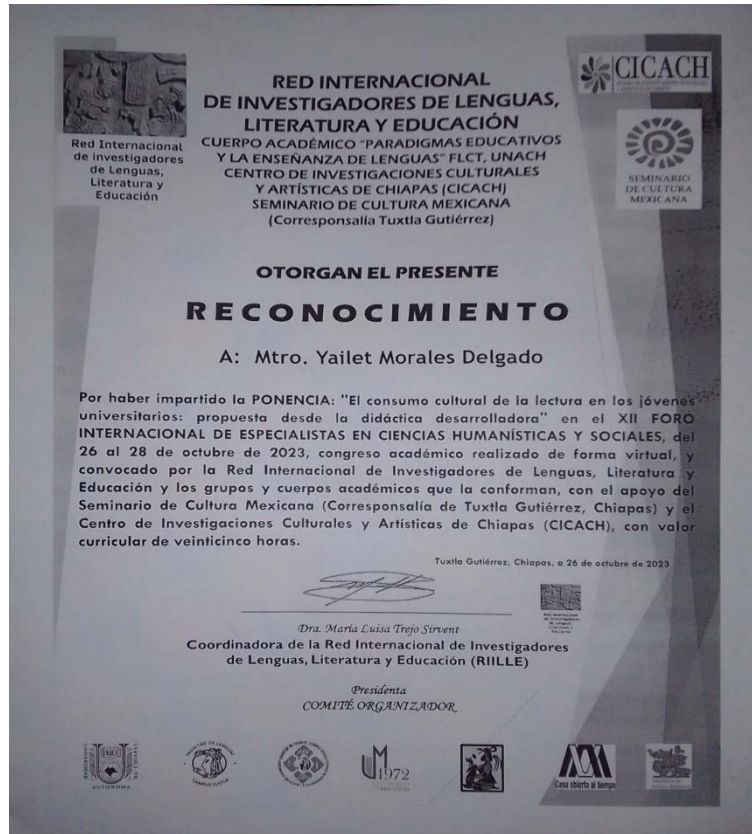 Red Internacional
de investigadores
de Lenguas,
Literatura y
Educación
RED INTERNACIONAL
DE INVESTIGADORES DE LENGUAS,
LITERATURA Y EDUCACIÓN
CUERPO ACADÉMICO "PARADIGMAS EDUCATIVOS
Y LA ENSEÑANZA DE LENGUAS" FLCT, UNACH
CENTRO DE INVESTIGACIONES CULTURALES
Y ARTÍSTICAS DE CHIAPAS (CICACH)
SEMINARIO DE CULTURA MEXICANA
(Corresponsalía Tuxtla Gutiérrez)
CICACH
SEMINARIO
DE CULTURA
MEXICANA
OTORGAN EL PRESENTE
RECONOCIMIENTO
A: Mtro. Yailet Morales Delgado
Por haber impartido la PONENCIA: "El consumo cultural de la lectura en los jóvenes
universitarios: propuesta desde la didáctica desarrolladora" en el XII FORO
INTERNACIONAL DE ESPECIALISTAS EN CIENCIAS HUMANÍSTICAS Y SOCIALES, del
26 al 28 de octubre de 2023, congreso académico realizado de forma virtual, y
convocado por la Red Internacional de Investigadores de Lenguas, Literatura y
Educación y los grupos y cuerpos académicos que la conforman, con el apoyo del
Seminario de Cultura Mexicana (Corresponsalía de Tuxtla Gutiérrez, Chiapas) y el
Centro de Investigaciones Culturales y Artísticas de Chiapas (CICACH), con valor
curricular de veinticinco horas.
Tuxtla Gutiérrez, Chiapas, a 26 de octubre de 2023
Dra. María Luisa Trejo Sirvent
Coordinadora de la Red Internacional de Investigadores
de Lenguas, Literatura y Educación (RIILLE)
Presidenta
COMITÉ ORGANIZADOR
AUTONOMA
FACULTAD DE LENGUAS
CAMPUS TUXTLA
UM
1972
Casa abierta al tiempo